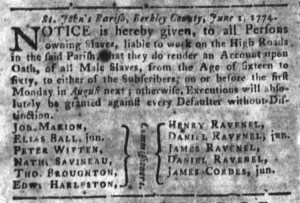 St. John's Parish, Berkley County, June 1, 1774.
NOTICE is hereby given, to all Persons
owning Slaves, liable to work on the High Roads
in the said Parish, that they do render an Account upon
Oath, of all Male Slaves, from the Age of Sixteen to
sixty, to either of the Subscribers; on or before the first
Monday in August next; otherwise, Executions will abso-
lutely be granted against every Defaulter without Dis-
tinction.
JOB MARION,
ELIAS BALL, jun.
PETER WITTEN,
NATH. SAVINEAU,
THO. BROUGHTON,
EDW. HARLESTON,
Commissioners.
HENRY RAVENEL,
DANIEL RAVENEL, jun.
JAMES RAVENEL,
DANIEL RAVENEL,
JAMES CORDES, jun.